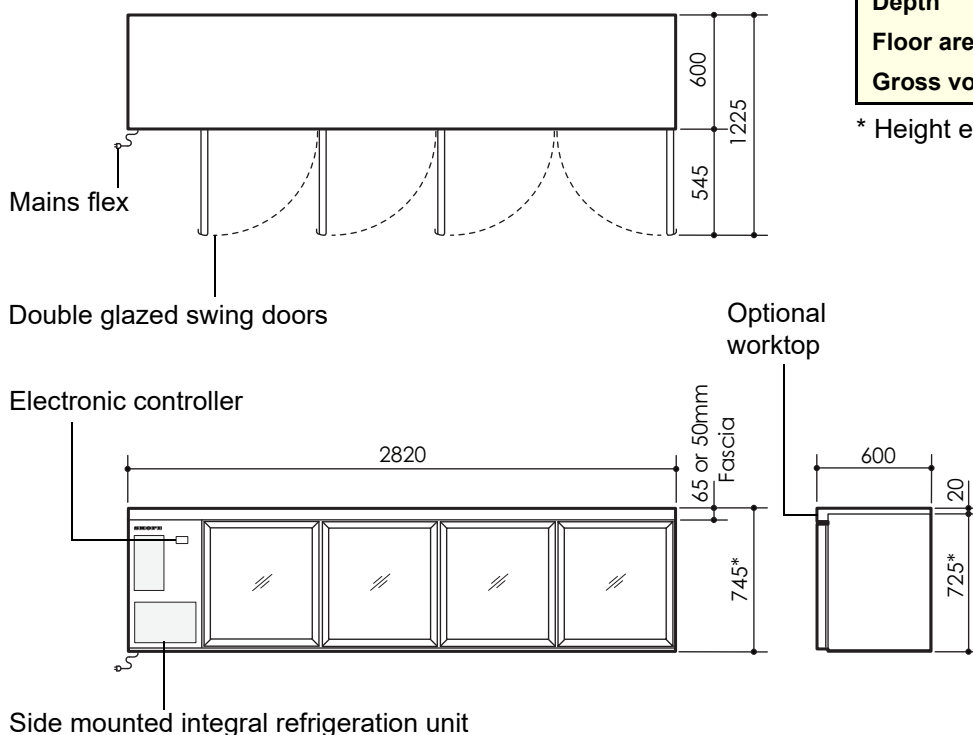 Depth
Floor are
Gross vo
* Height e
600
1225
545
Mains flex
Double glazed swing doors
Optional
worktop
Electronic controller
65 or 50mm
Fascia
2820
600
20
SKOPE
745*
725*
Side mounted integral refrigeration unit